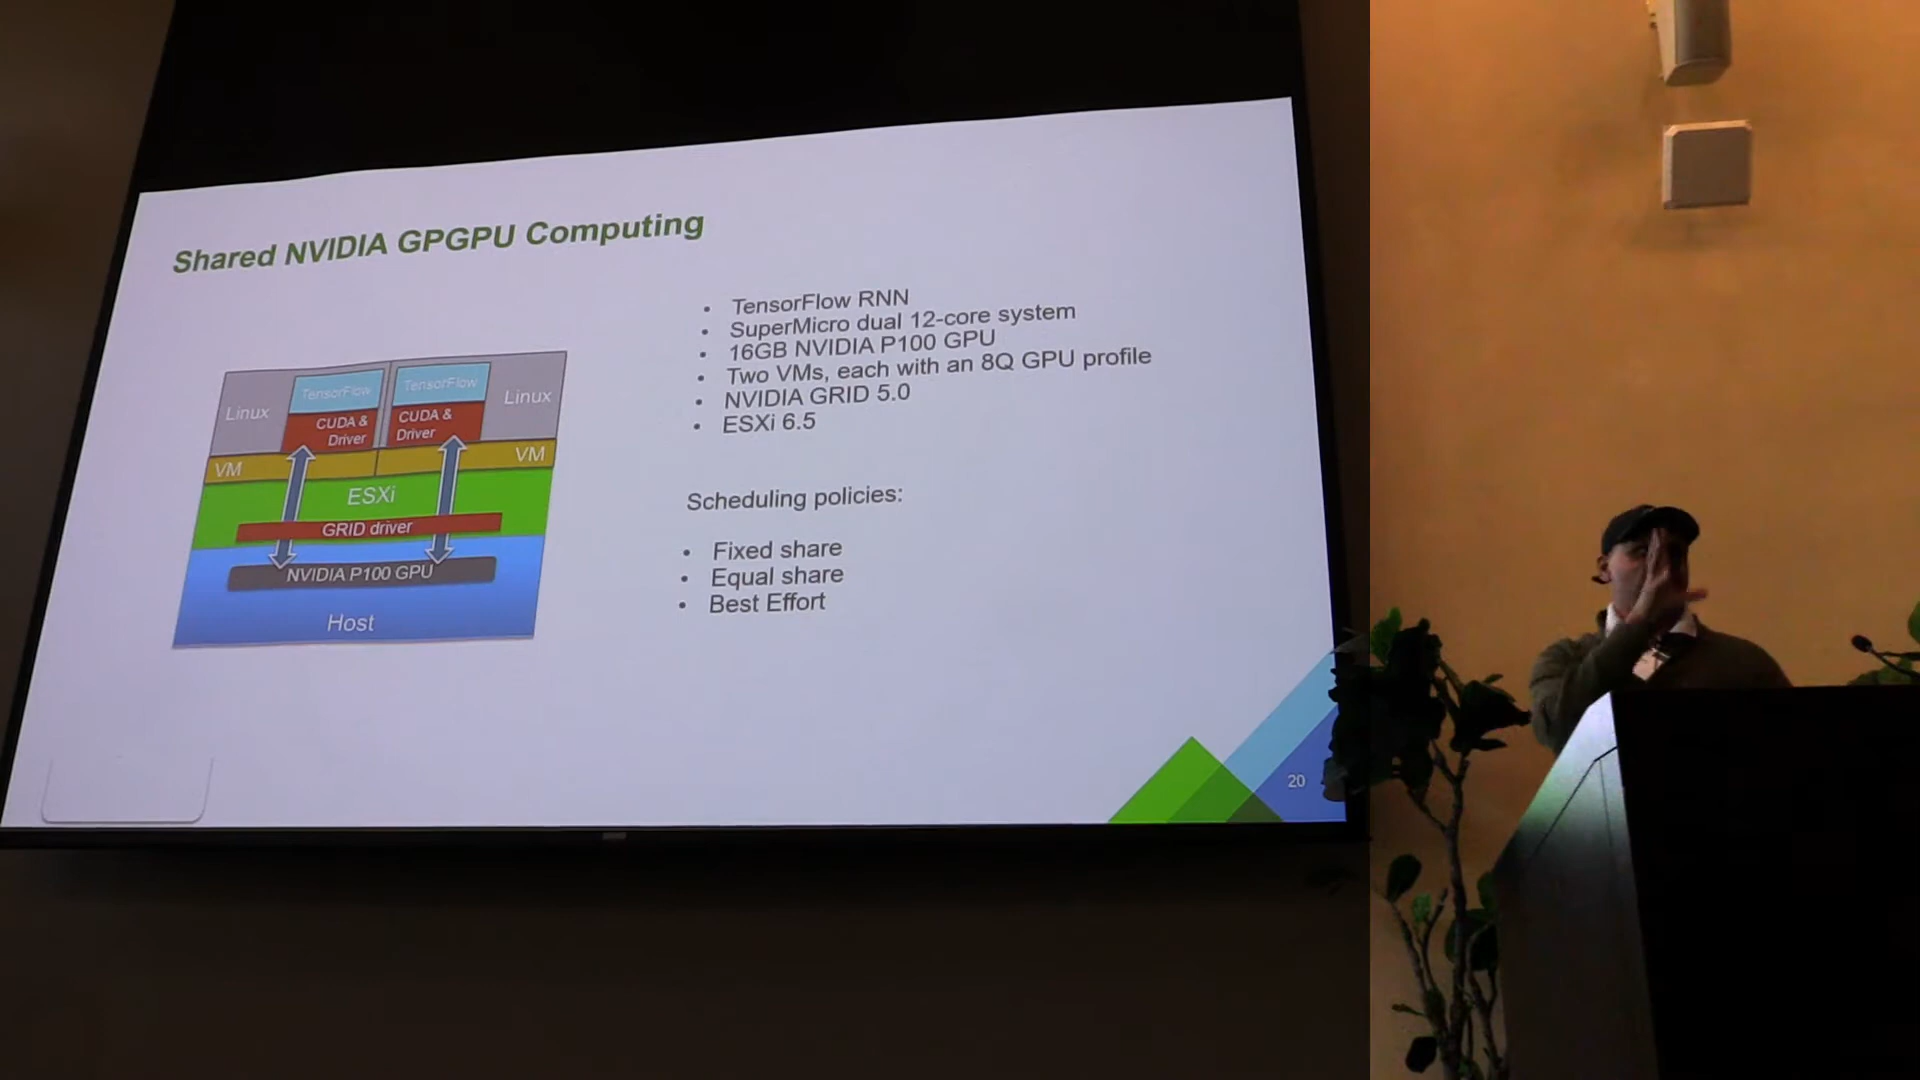 Shared NVIDIA GPGPU Computing
Linux
TensorFlow
CUDA &
Driver
TensorFlow
CUDA &
Driver
Linux
VM
VM
ESXi
GRID driver
NVIDIA P100 GPU
Host
• TensorFlow RNN
• SuperMicro dual 12-core system
• 16GB NVIDIA P100 GPU
• Two VMs, each with an 8Q GPU profile
• NVIDIA GRID 5.0
• ESXi 6.5
Scheduling policies:
• Fixed share
• Equal share
• Best Effort
20